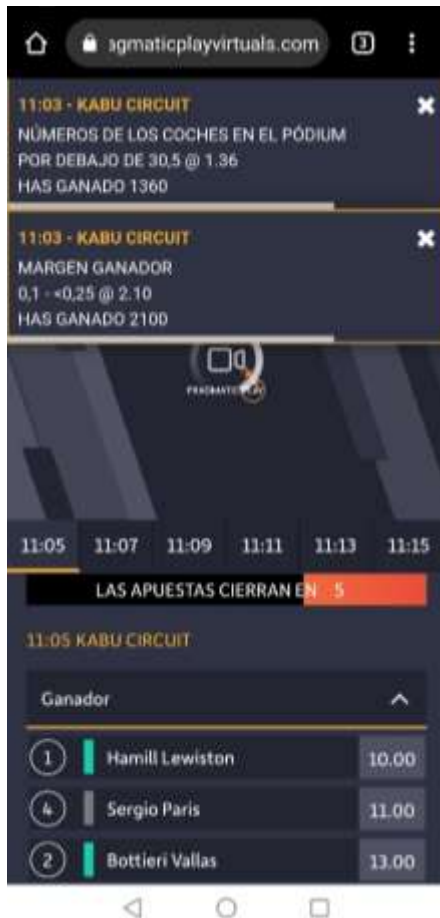 agmaticplayvirtuals.com 3
11:03 - KABU CIRCUIT
NÚMEROS DE LOS COCHES EN EL PÓDIUM
POR DEBAJO DE 30,5 @ 1.36
HAS GANADO 1360
11:03 - KABU CIRCUIT
MARGEN GANADOR
0,1 - <0,25 @ 2.10
HAS GANADO 2100
PRAGMATIC PLAY
11:05 11:07 11:09 11:11 11:13 11:15
LAS APUESTAS CIERRAN EN 5
11:05 KABU CIRCUIT
Ganador
1 Hamill Lewiston 10.00
4 Sergio Paris 11.00
2 Bottieri Vallas 13.00